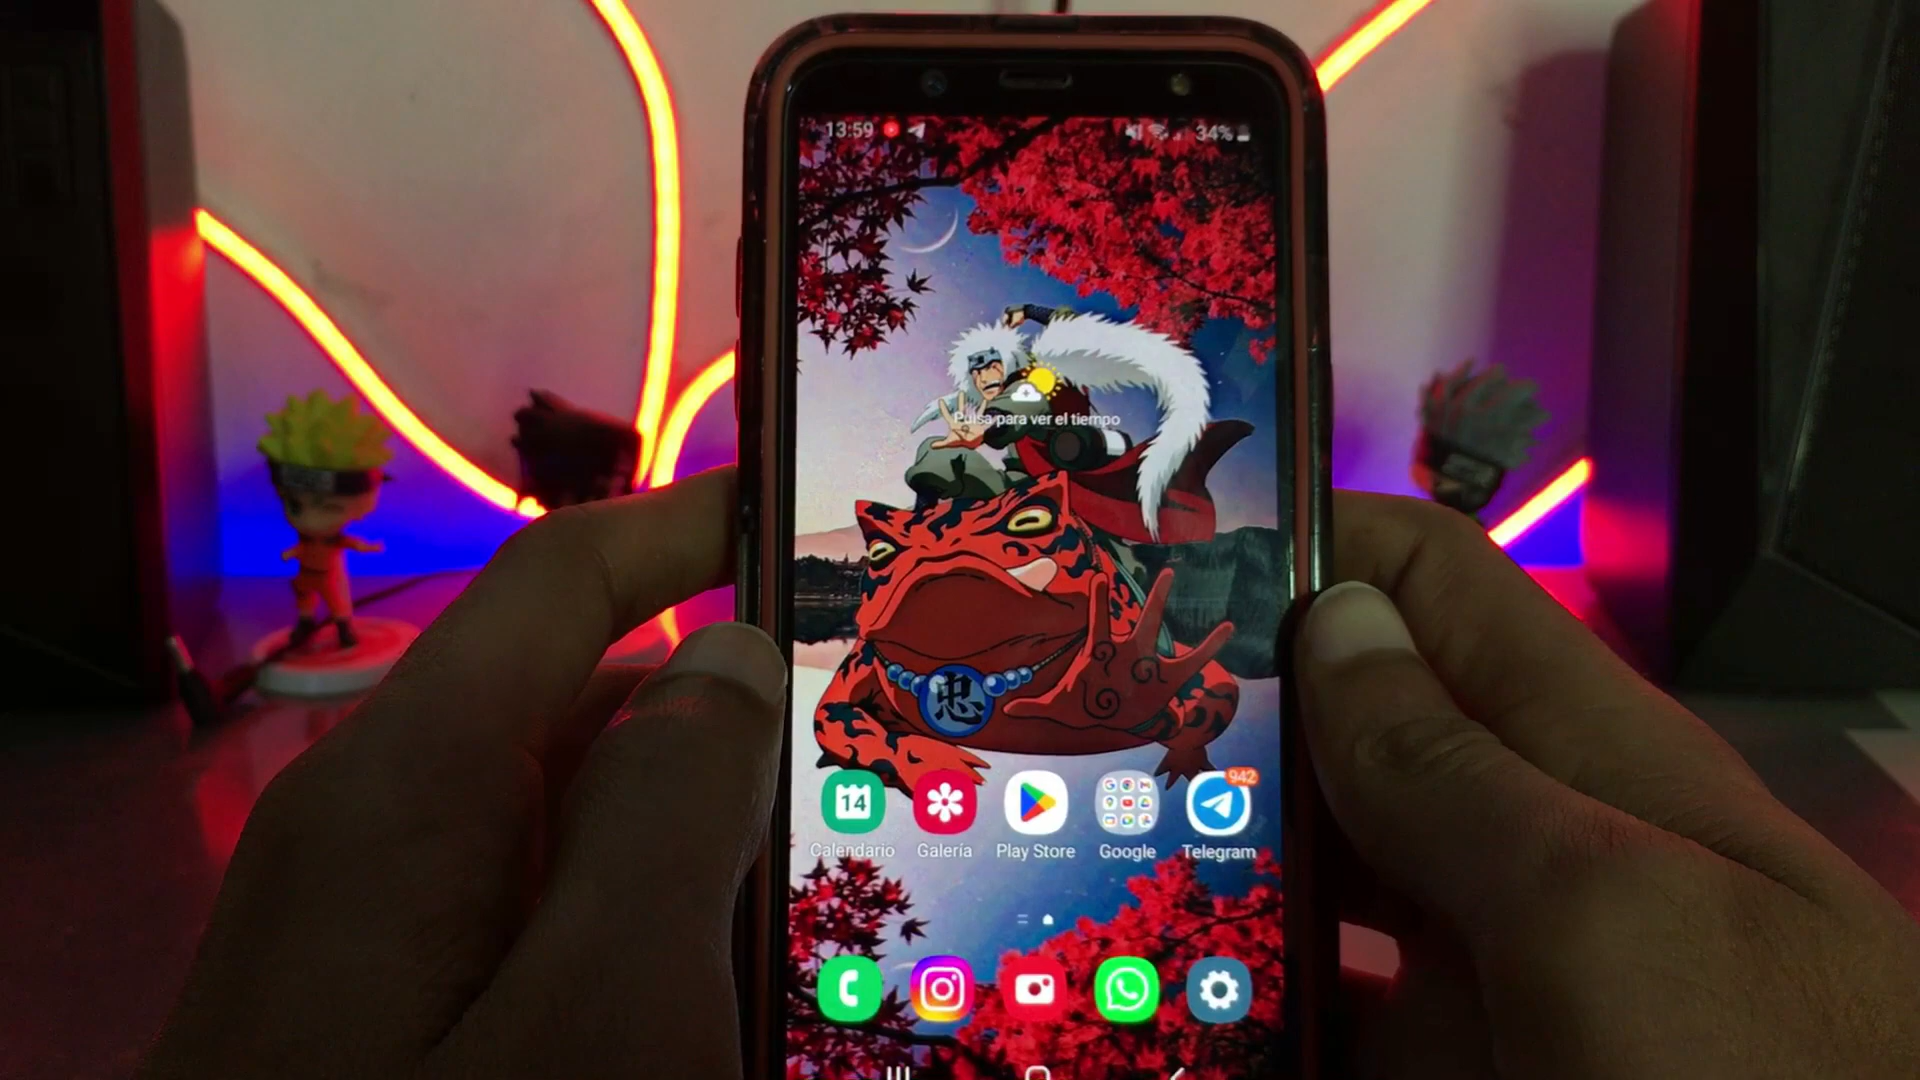 13:59
34%
Pulsa para ver el tiempo
忠
942
14
Calendario
Galería
Play Store
Google
Telegram